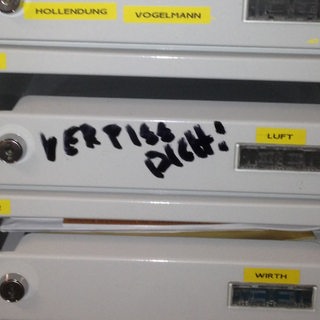 HOLLENDUNG VOGELMANN
VERPISS
DICH!
LUFT
WIRTH